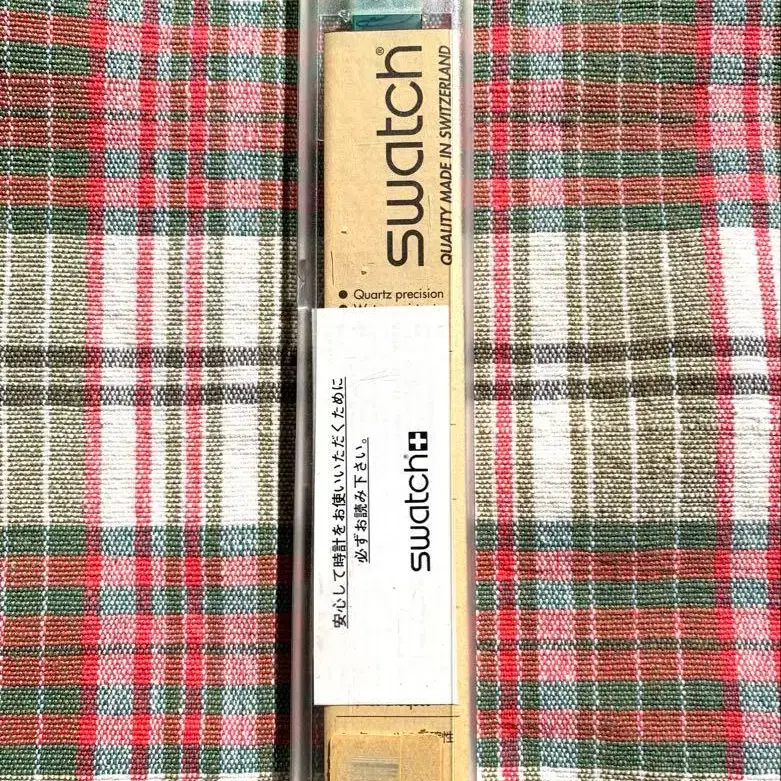 swatch®
QUALITY MADE IN SWITZERLAND
Quartz precision
安心して時計をお使いいただくために
必ずお読み下さい。
swatch
性